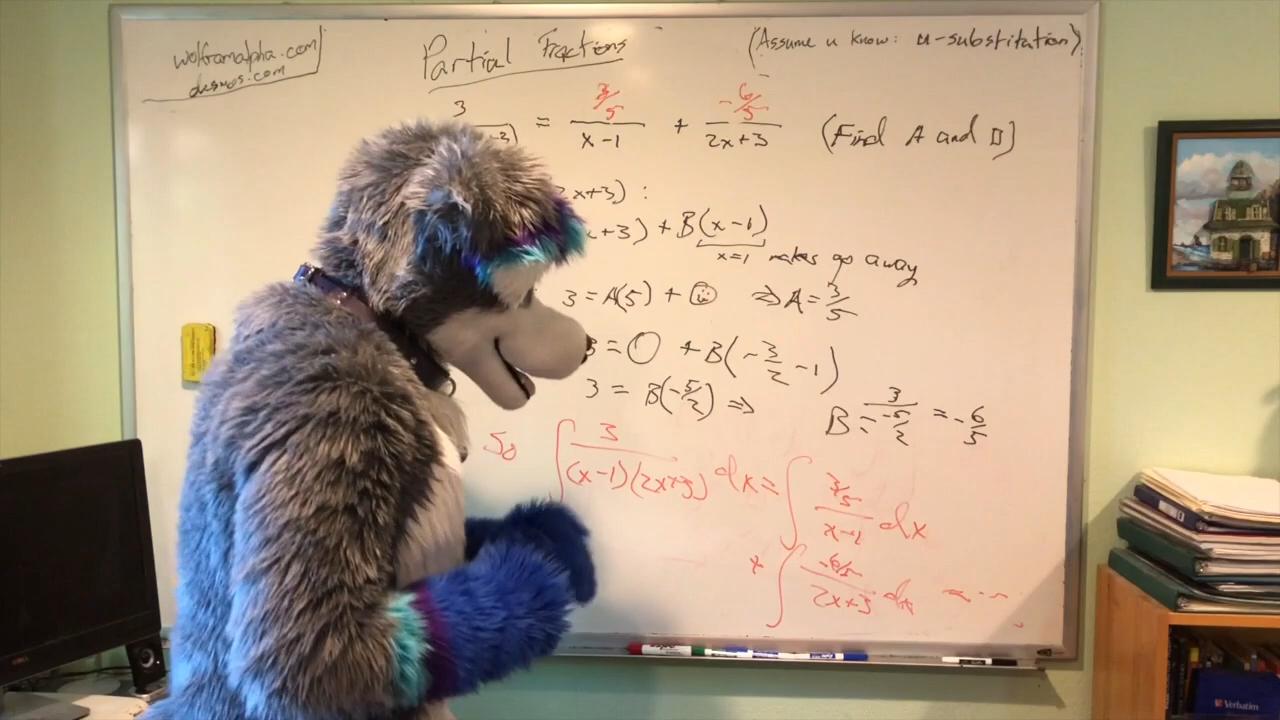 wolframalpha.com
desmos.com
Partial Fractions
(Assume u know: u-substitution)
3 / -3) = 3/5 / x-1 + -6/5 / 2x+3 (Find A and B)
2x+3) :
x+3) + B(x-1)
x=1 makes go away
3 = A(5) + ☺ ⇒ A = 3/5
3 = 0 + B(-3/2 - 1)
3 = B(-5/2) ⇒ B = 3 / -5/2 = -6/5
So ∫ 3 / (x-1)(2x+3) dx = ∫ 3/5 / x-1 dx
+ ∫ -6/5 / 2x+3 dx = ...
Verbatim